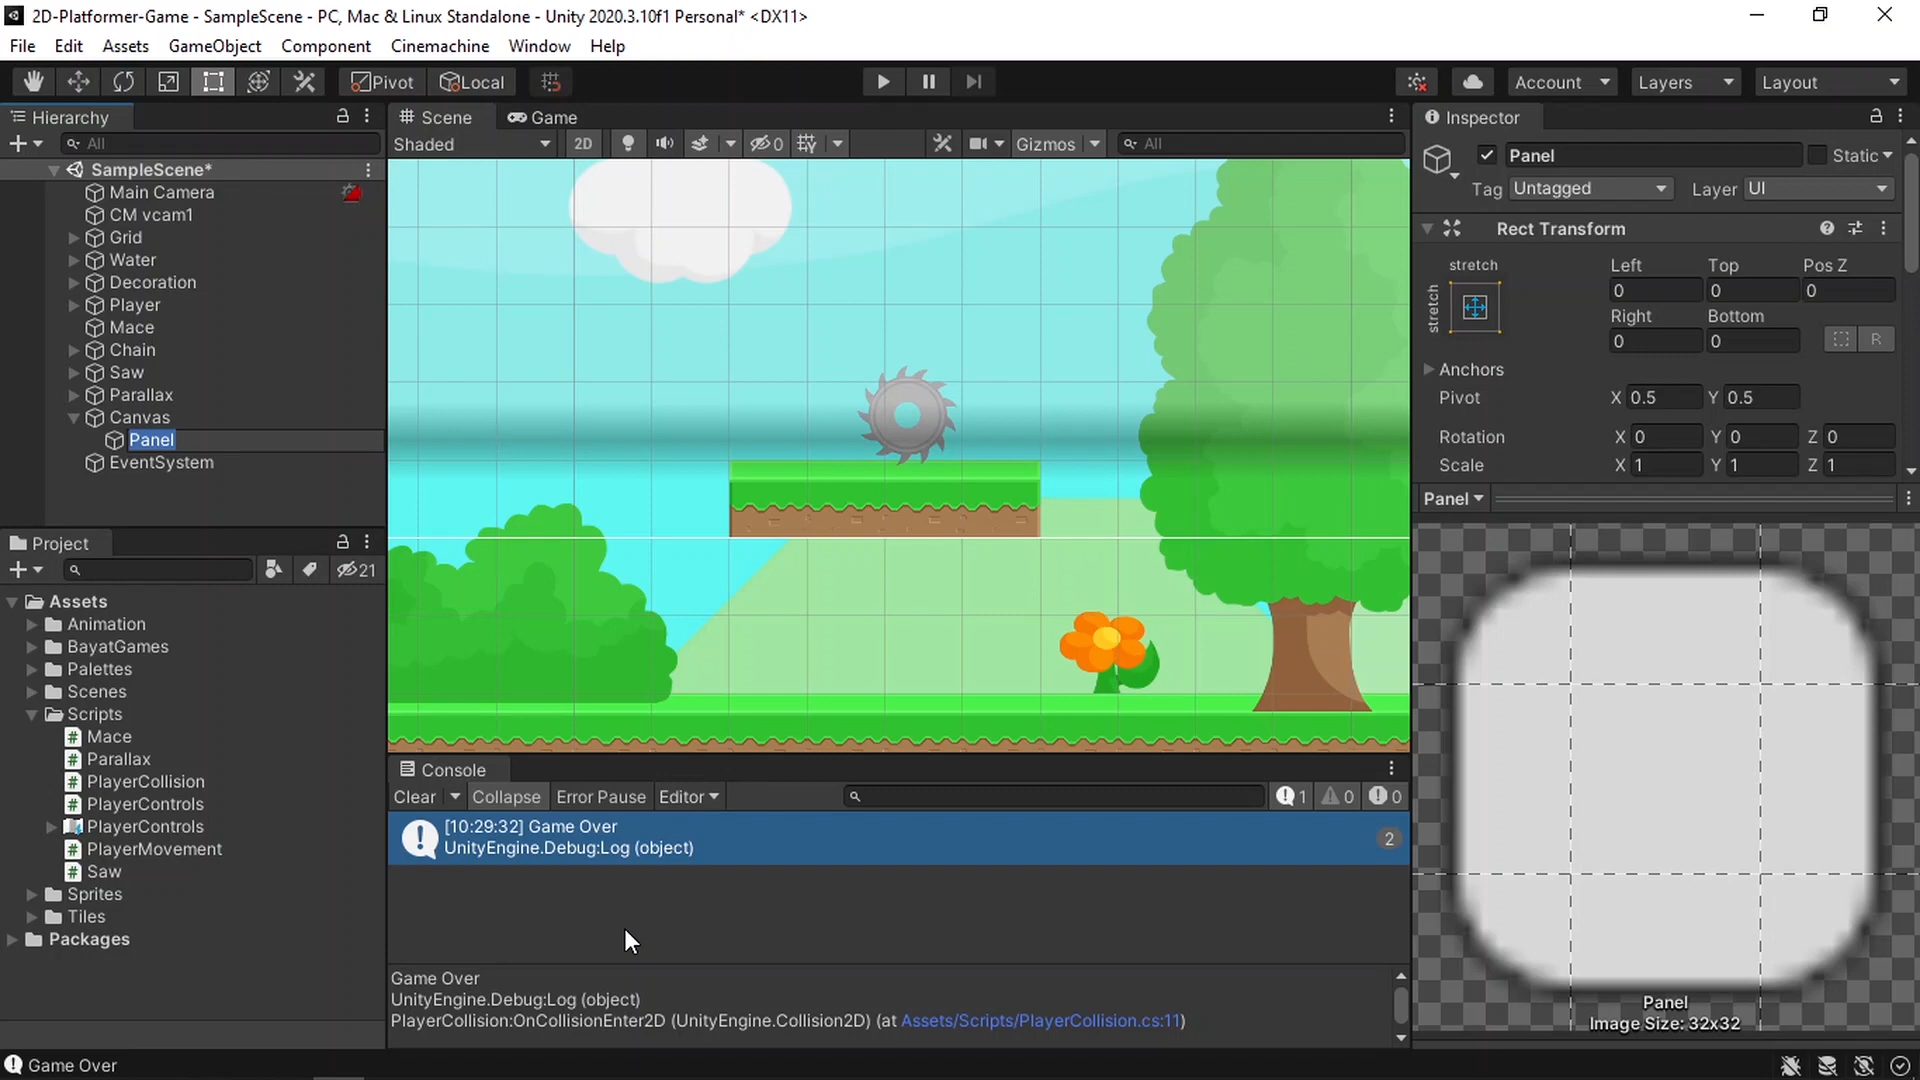 2D-Platformer-Game - SampleScene - PC, Mac & Linux Standalone - Unity 2020.3.10f1 Personal* <DX11>
File Edit Assets GameObject Component Cinemachine Window Help
Pivot Local Account Layers Layout
Hierarchy
All
SampleScene*
Main Camera
CM vcam1
Grid
Water
Decoration
Player
Mace
Chain
Saw
Parallax
Canvas
Panel
EventSystem
Project
21
Assets
Animation
BayatGames
Palettes
Scenes
Scripts
Mace
Parallax
PlayerCollision
PlayerControls
PlayerControls
PlayerMovement
Saw
Sprites
Tiles
Packages
Scene Game
Shaded 2D 0 Gizmos All
Console
Clear Collapse Error Pause Editor 1 0 0
[10:29:32] Game Over
UnityEngine.Debug:Log (object)
2
Game Over
UnityEngine.Debug:Log (object)
PlayerCollision:OnCollisionEnter2D (UnityEngine.Collision2D) (at Assets/Scripts/PlayerCollision.cs:11)
Inspector
Panel Static
Tag Untagged Layer UI
Rect Transform
stretch
stretch
Left Top Pos Z
0 0 0
Right Bottom
0 0 R
Anchors
Pivot X 0.5 Y 0.5
Rotation X 0 Y 0 Z 0
Scale X 1 Y 1 Z 1
Panel
Panel
Image Size: 32x32
Game Over